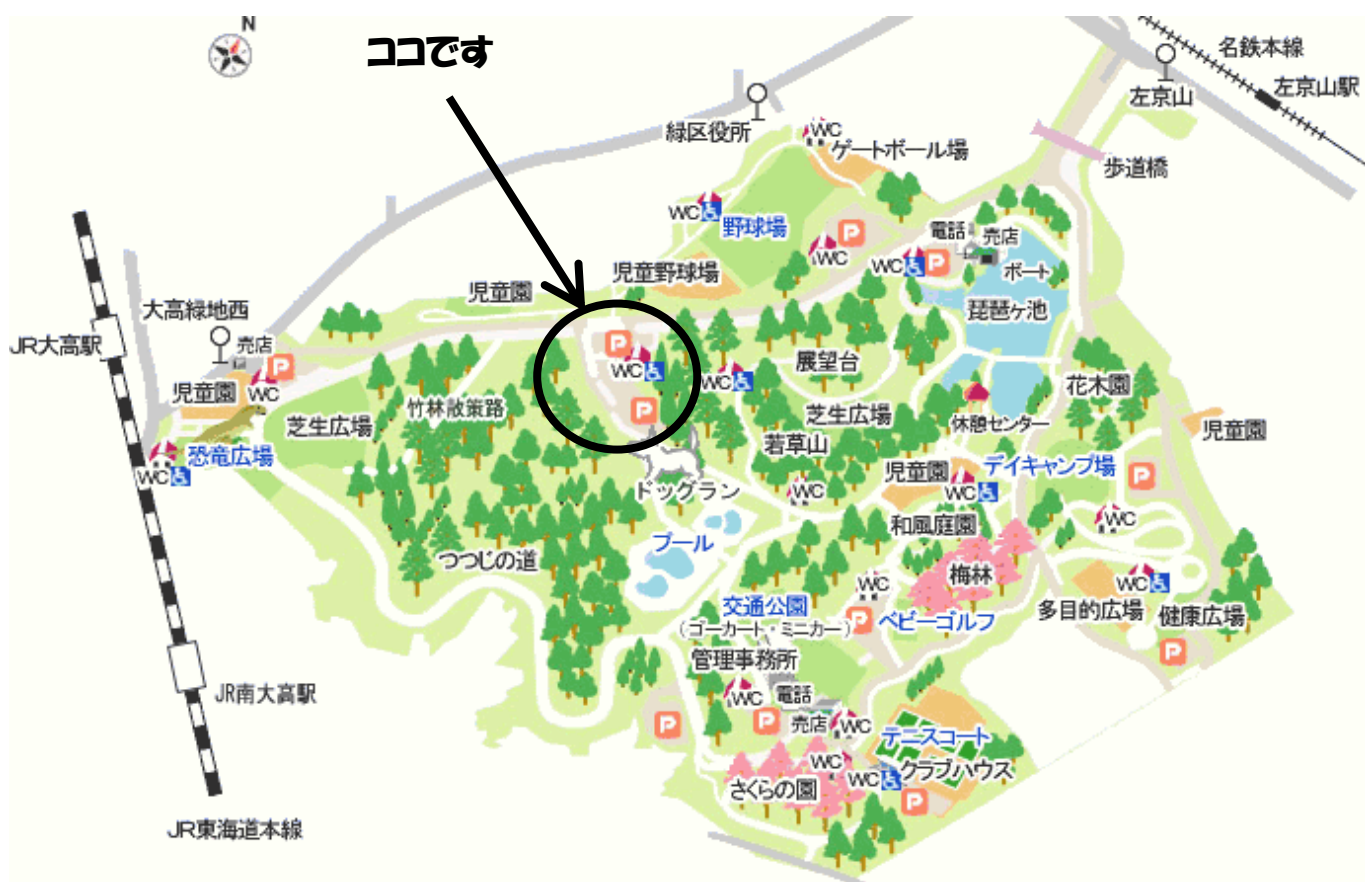 N
ココです
名鉄本線
左京山駅
左京山
緑区役所
WC
ゲートボール場
歩道橋
WC
野球場
電話
売店
WC
WC
ボート
児童野球場
児童園
琵琶ヶ池
大高緑地西
JR大高駅
売店
展望台
WC
WC
児童園
WC
花木園
竹林散策路
芝生広場
芝生広場
休憩センター
児童園
若草山
恐竜広場
WC
デイキャンプ場
児童園
ドッグラン
WC
WC
和風庭園
WC
プール
つつじの道
梅林
WC
WC
交通公園
(ゴーカート・ミニカー)
ベビーゴルフ
多目的広場
健康広場
管理事務所
JR南大高駅
WC
電話
売店
WC
テニスコート
WC
WC
クラブハウス
さくらの園
JR東海道本線
P
P
P
P
P
P
P
P
P
P
P
P